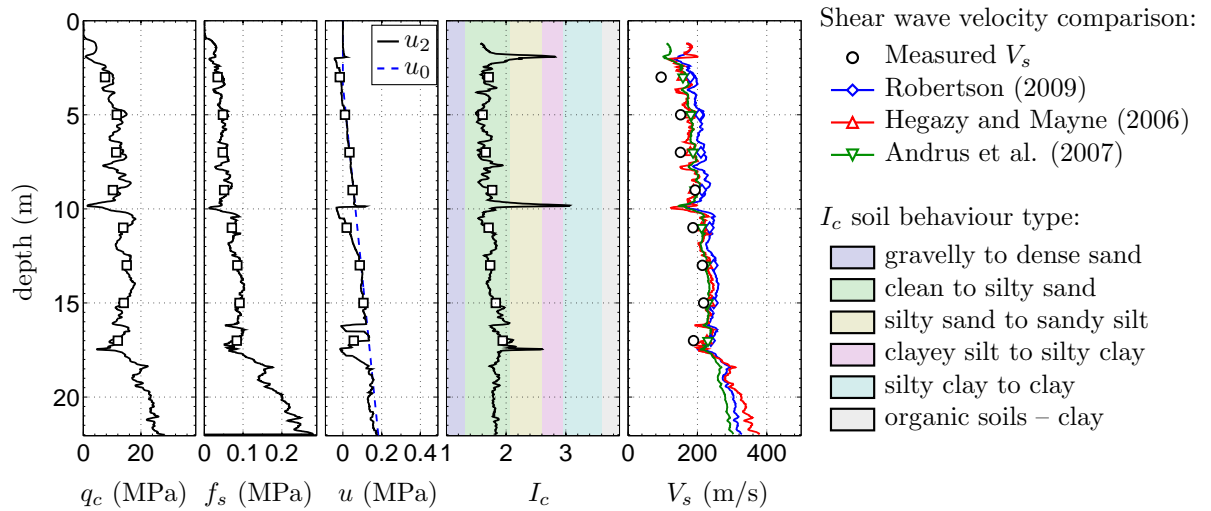 0
5
10
15
20
depth (m)
0 20
q_c (MPa)
0 0.1 0.2
f_s (MPa)
u_2
u_0
0 0.2 0.4
u (MPa)
1 2 3
I_c
0 200 400
V_s (m/s)
Shear wave velocity comparison:
Measured V_s
Robertson (2009)
Hegazy and Mayne (2006)
Andrus et al. (2007)
I_c soil behaviour type:
gravelly to dense sand
clean to silty sand
silty sand to sandy silt
clayey silt to silty clay
silty clay to clay
organic soils – clay